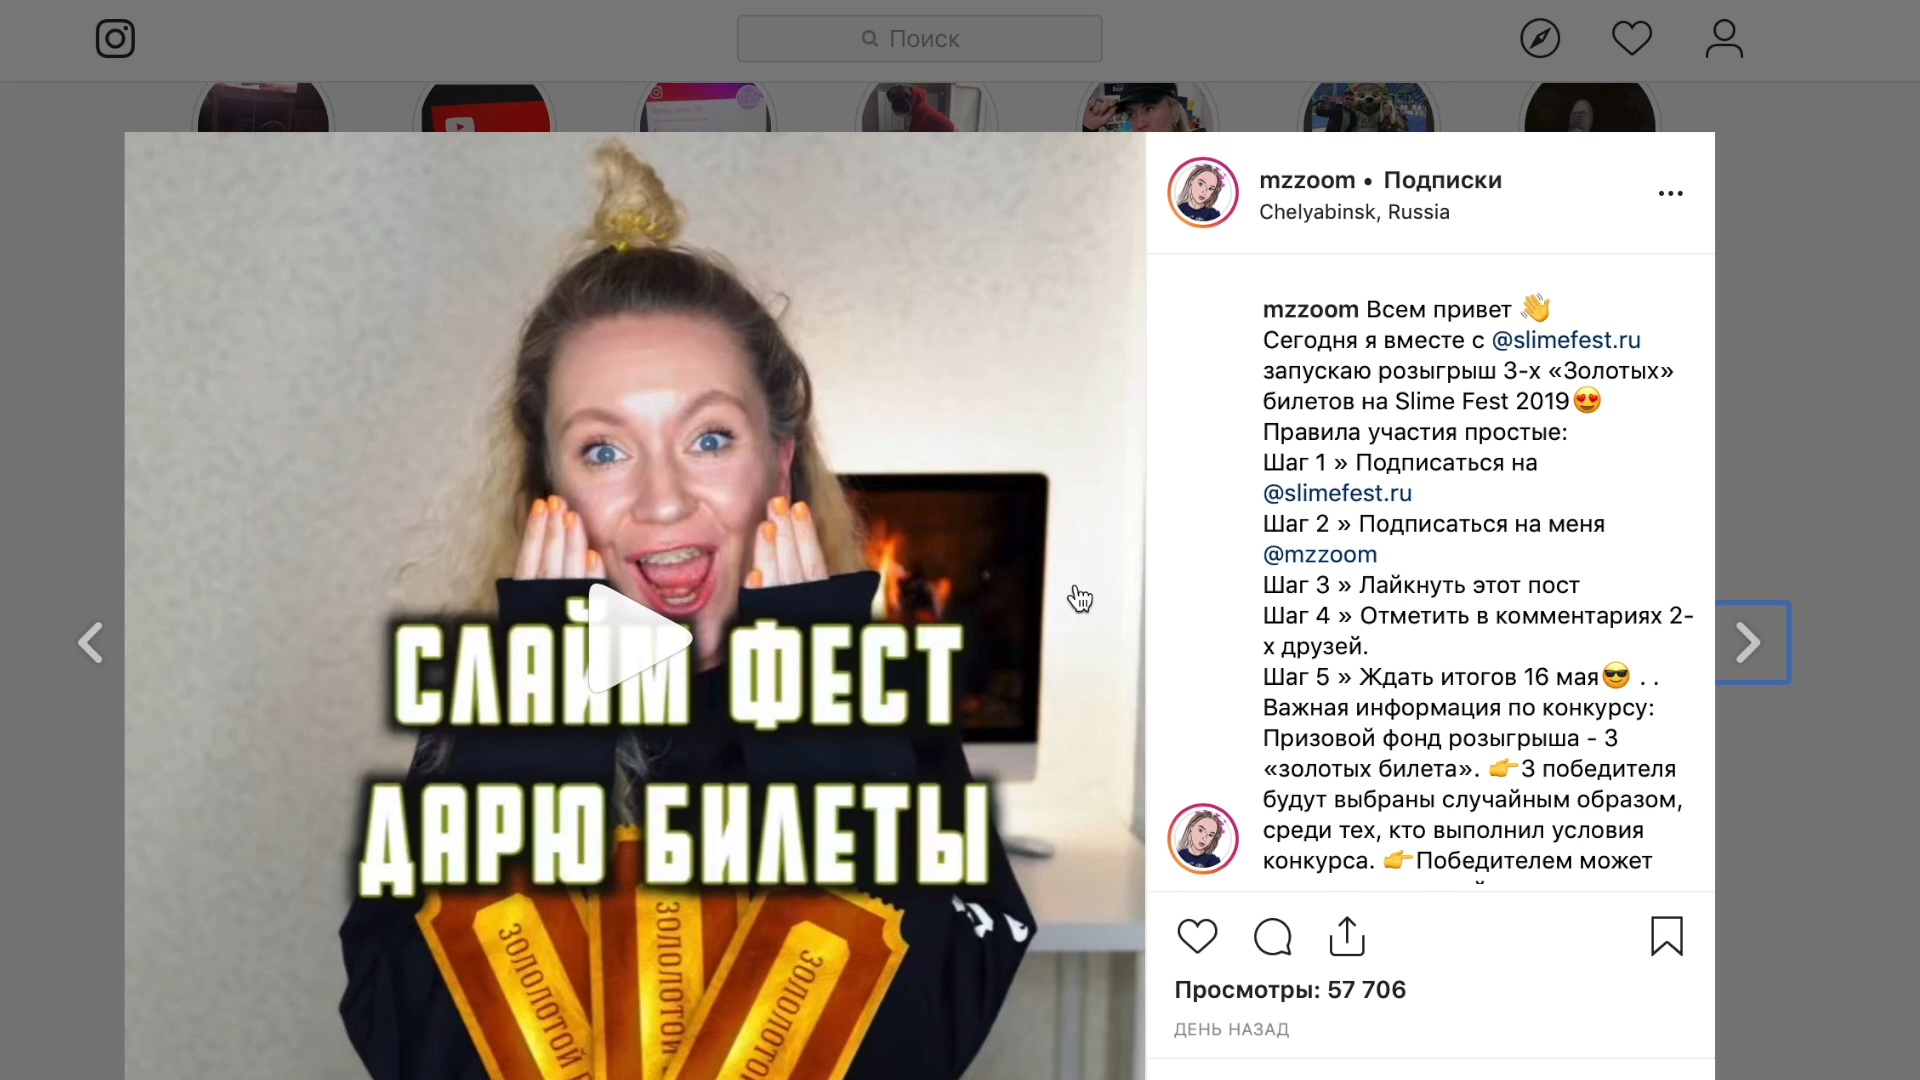 Поиск
СЛАЙМ ФЕСТ
ДАРЮ БИЛЕТЫ
ЗОЛОТОЙ
mzzoom • Подписки
Chelyabinsk, Russia
mzzoom Всем привет 👋
Сегодня я вместе с @slimefest.ru
запускаю розыгрыш 3-х «Золотых»
билетов на Slime Fest 2019😍
Правила участия простые:
Шаг 1 » Подписаться на
@slimefest.ru
Шаг 2 » Подписаться на меня
@mzzoom
Шаг 3 » Лайкнуть этот пост
Шаг 4 » Отметить в комментариях 2-
х друзей.
Шаг 5 » Ждать итогов 16 мая😎 . .
Важная информация по конкурсу:
Призовой фонд розыгрыша - 3
«золотых билета». 👉3 победителя
будут выбраны случайным образом,
среди тех, кто выполнил условия
конкурса. 👉Победителем может
Просмотры: 57 706
ДЕНЬ НАЗАД